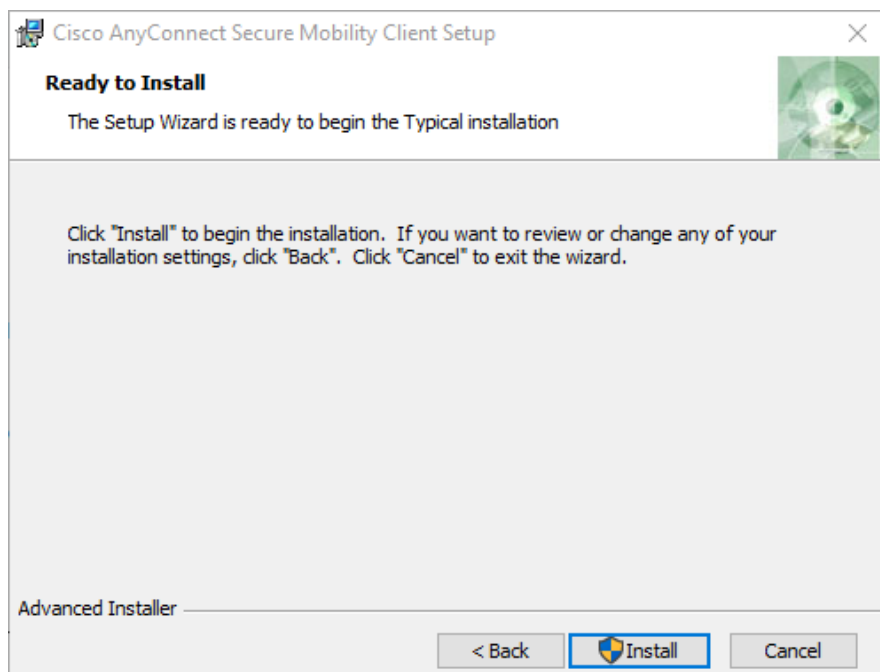 Cisco AnyConnect Secure Mobility Client Setup
Ready to Install
The Setup Wizard is ready to begin the Typical installation
Click "Install" to begin the installation.  If you want to review or change any of your
installation settings, click "Back".  Click "Cancel" to exit the wizard.
Advanced Installer
< Back
Install
Cancel